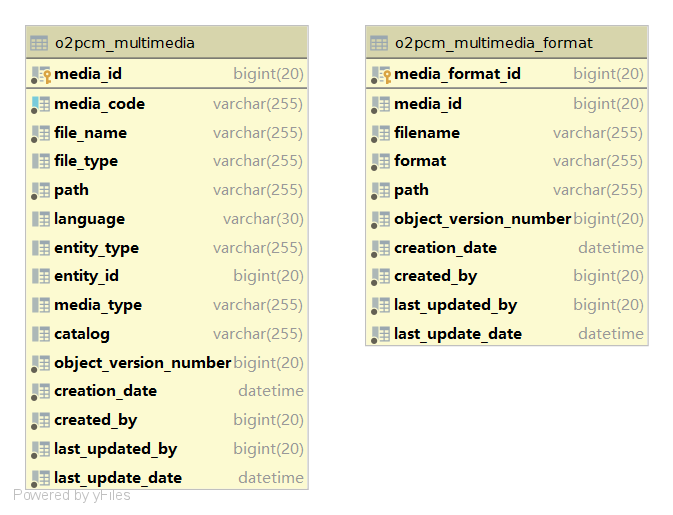 o2pcm_multimedia
media_id bigint(20)
media_code varchar(255)
file_name varchar(255)
file_type varchar(255)
path varchar(255)
language varchar(30)
entity_type varchar(255)
entity_id bigint(20)
media_type varchar(255)
catalog varchar(255)
object_version_number bigint(20)
creation_date datetime
created_by bigint(20)
last_updated_by bigint(20)
last_update_date datetime
o2pcm_multimedia_format
media_format_id bigint(20)
media_id bigint(20)
filename varchar(255)
format varchar(255)
path varchar(255)
object_version_number bigint(20)
creation_date datetime
created_by bigint(20)
last_updated_by bigint(20)
last_update_date datetime
Powered by yFiles